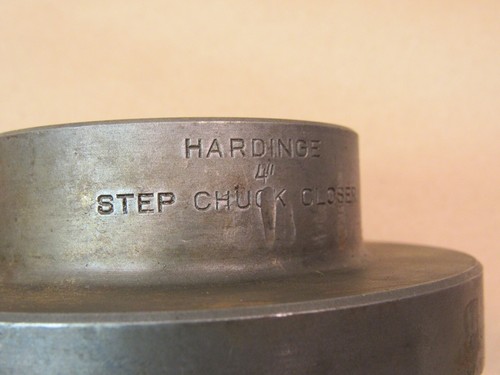 HARDINGE
4"
STEP CHUCK CLOSER